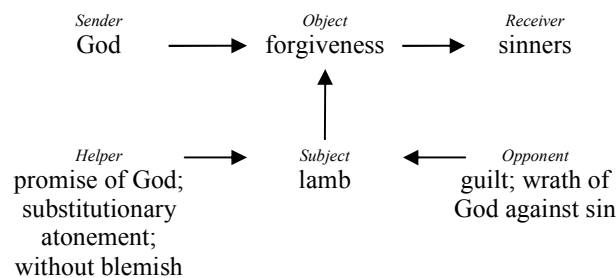 Sender Object Receiver
God forgiveness sinners
Helper Subject Opponent
promise of God; lamb guilt; wrath of
substitutionary God against sin
atonement;
without blemish